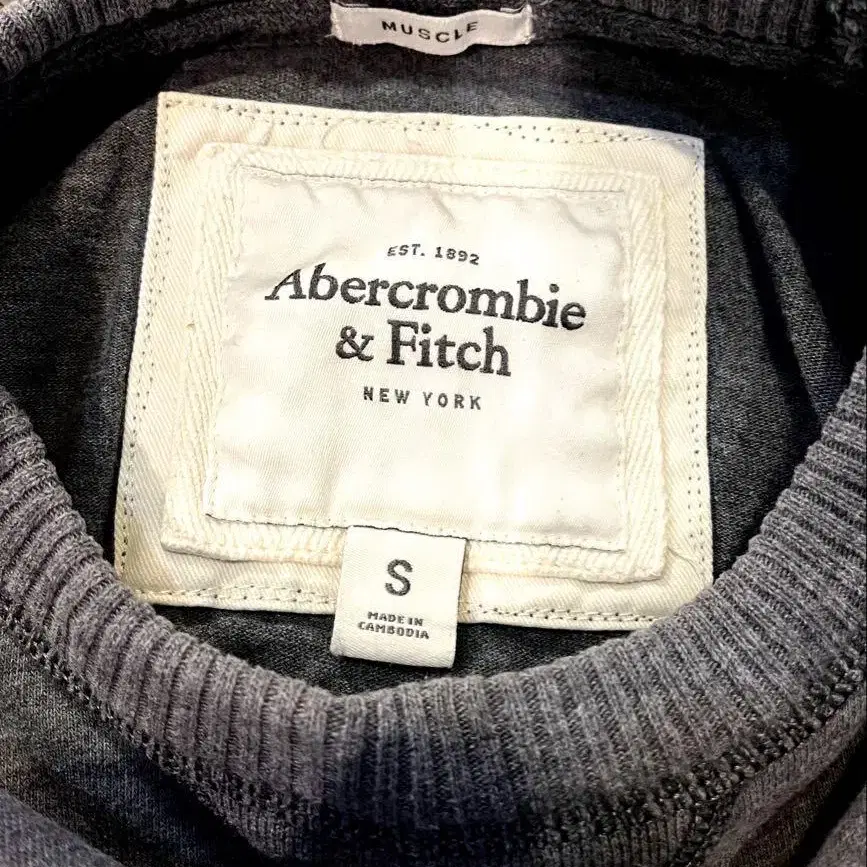 MUSCLE
EST. 1892
Abercrombie
& Fitch
NEW YORK
S
MADE IN
CAMBODIA